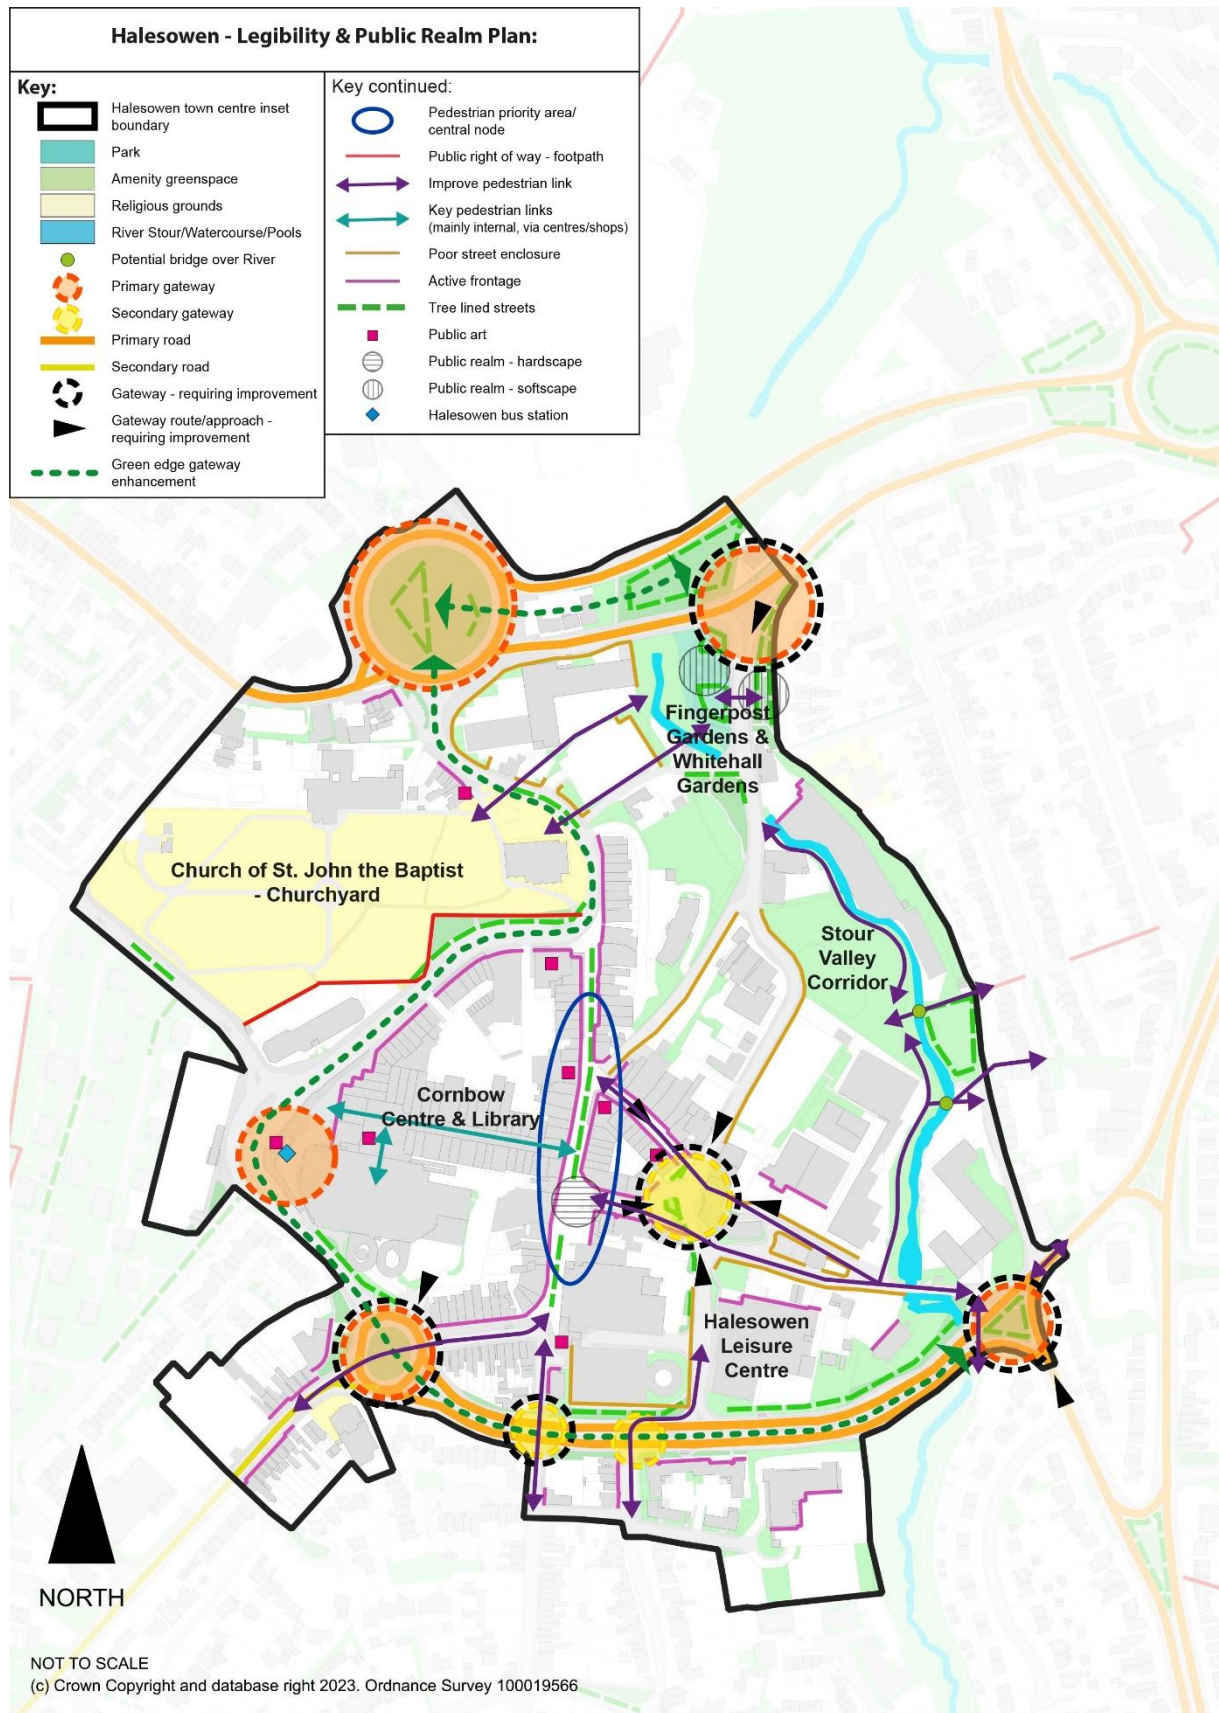 Halesowen - Legibility & Public Realm Plan:
Key:
Halesowen town centre inset
boundary
Park
Amenity greenspace
Religious grounds
River Stour/Watercourse/Pools
Potential bridge over River
Primary gateway
Secondary gateway
Primary road
Secondary road
Gateway - requiring improvement
Gateway route/approach -
requiring improvement
Green edge gateway
enhancement
Key continued:
Pedestrian priority area/
central node
Public right of way - footpath
Improve pedestrian link
Key pedestrian links
(mainly internal, via centres/shops)
Poor street enclosure
Active frontage
Tree lined streets
Public art
Public realm - hardscape
Public realm - softscape
Halesowen bus station
Fingerpost
Gardens &
Whitehall
Gardens
Church of St. John the Baptist
- Churchyard
Stour
Valley
Corridor
Cornbow
Centre & Library
Halesowen
Leisure
Centre
NORTH
NOT TO SCALE
(c) Crown Copyright and database right 2023. Ordnance Survey 100019566